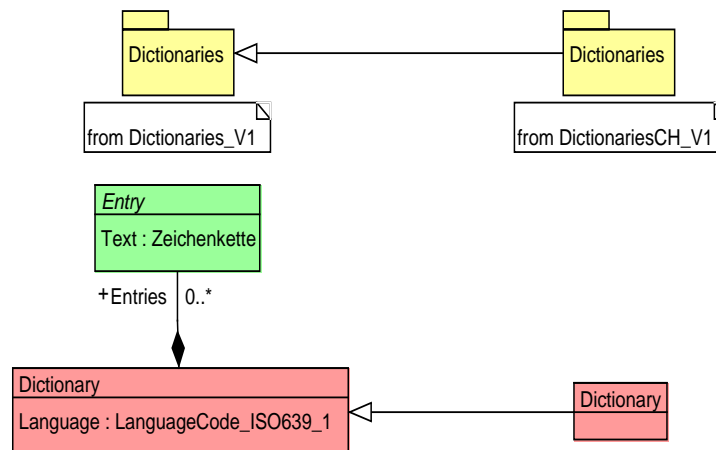 Dictionaries
Dictionaries
from Dictionaries_V1
from DictionariesCH_V1
Entry
Text : Zeichenkette
+Entries 0..*
Dictionary
Language : LanguageCode_ISO639_1
Dictionary